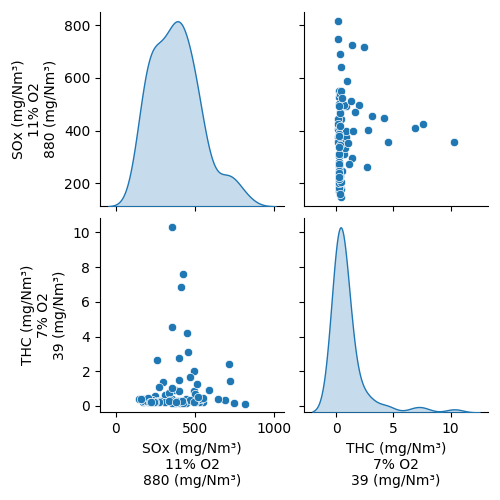 800
600
400
200
SOx (mg/Nm³)
11% O2
880 (mg/Nm³)
10
8
6
4
2
0
THC (mg/Nm³)
7% O2
39 (mg/Nm³)
0
500
1000
SOx (mg/Nm³)
11% O2
880 (mg/Nm³)
0
5
10
THC (mg/Nm³)
7% O2
39 (mg/Nm³)